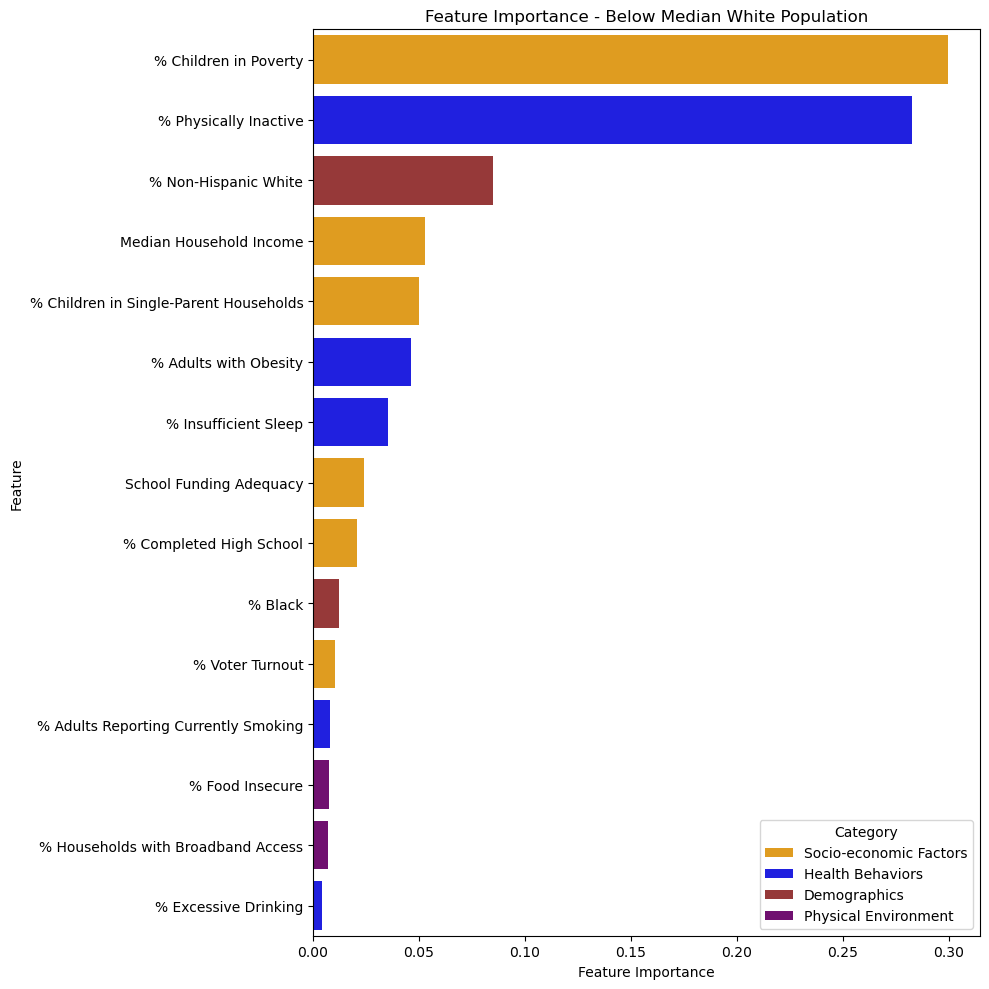 Feature Importance - Below Median White Population
% Children in Poverty
% Physically Inactive
% Non-Hispanic White
Median Household Income
% Children in Single-Parent Households
% Adults with Obesity
% Insufficient Sleep
School Funding Adequacy
% Completed High School
% Black
% Voter Turnout
% Adults Reporting Currently Smoking
% Food Insecure
% Households with Broadband Access
% Excessive Drinking
Feature
Category
Socio-economic Factors
Health Behaviors
Demographics
Physical Environment
0.00 0.05 0.10 0.15 0.20 0.25 0.30
Feature Importance